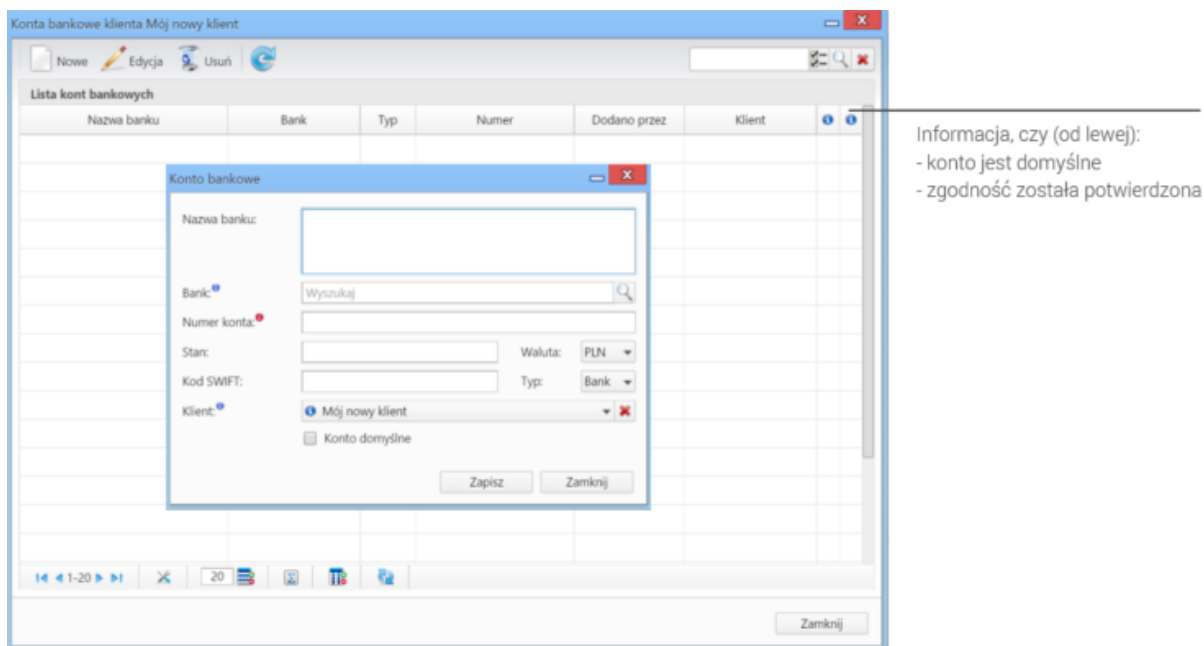 Konta bankowe klienta Mój nowy klient
Nowe Edycja Usuń
Lista kont bankowych
Nazwa banku Bank Typ Numer Dodano przez Klient
Informacja, czy (od lewej):
- konto jest domyślne
- zgodność została potwierdzona
Konto bankowe
Nazwa banku:
Bank: Wyszukaj
Numer konta:
Stan: Waluta: PLN
Kod SWIFT: Typ: Bank
Klient: Mój nowy klient
Konto domyślne
Zapisz Zamknij
1-20 20
Zamknij